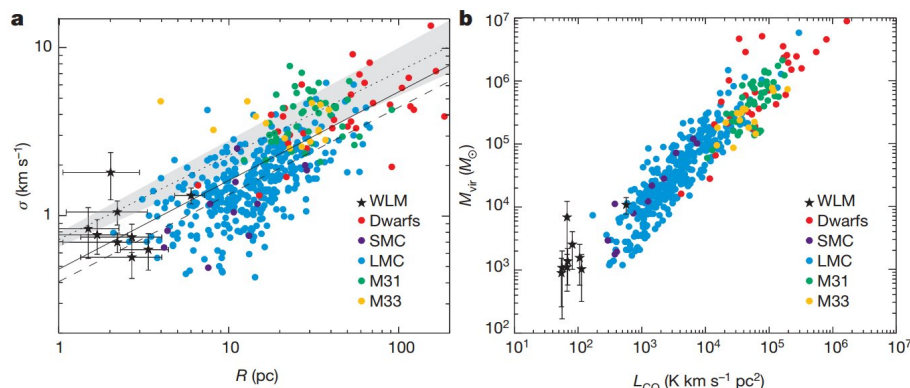 a
b
10
1
σ (km s⁻¹)
WLM
Dwarfs
SMC
LMC
M31
M33
1
10
100
R (pc)
10⁷
10⁶
10⁵
10⁴
10³
10²
M_vir (M_⊙)
WLM
Dwarfs
SMC
LMC
M31
M33
10¹
10²
10³
10⁴
10⁵
10⁶
10⁷
L_CO (K km s⁻¹ pc²)